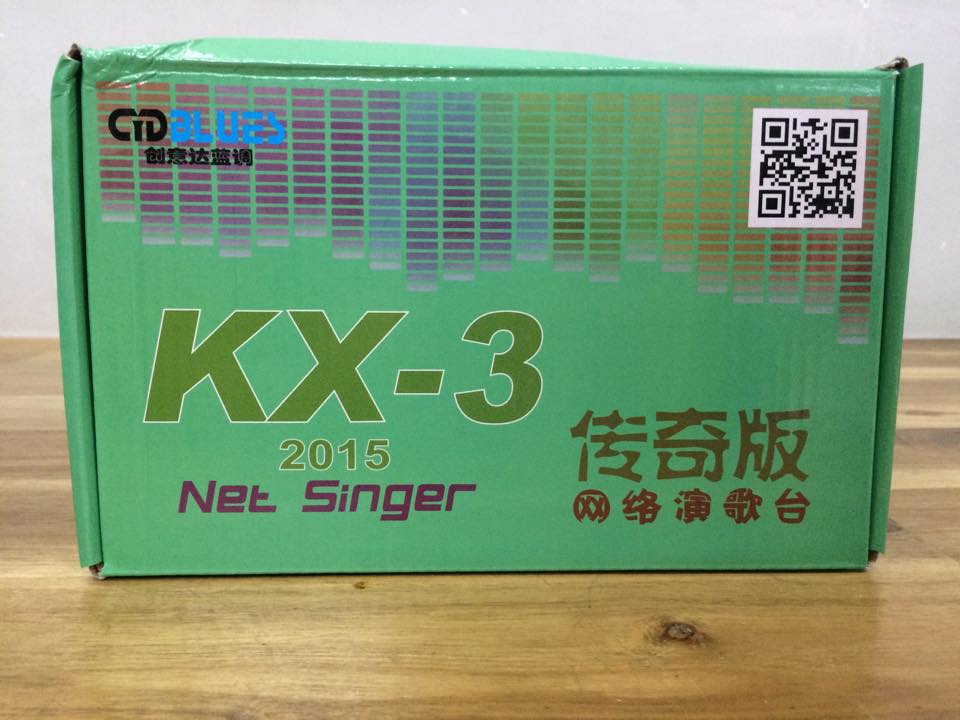 CYDBLUES
创意达蓝调
KX-3
2015
Net Singer
传奇版
网络演歌台